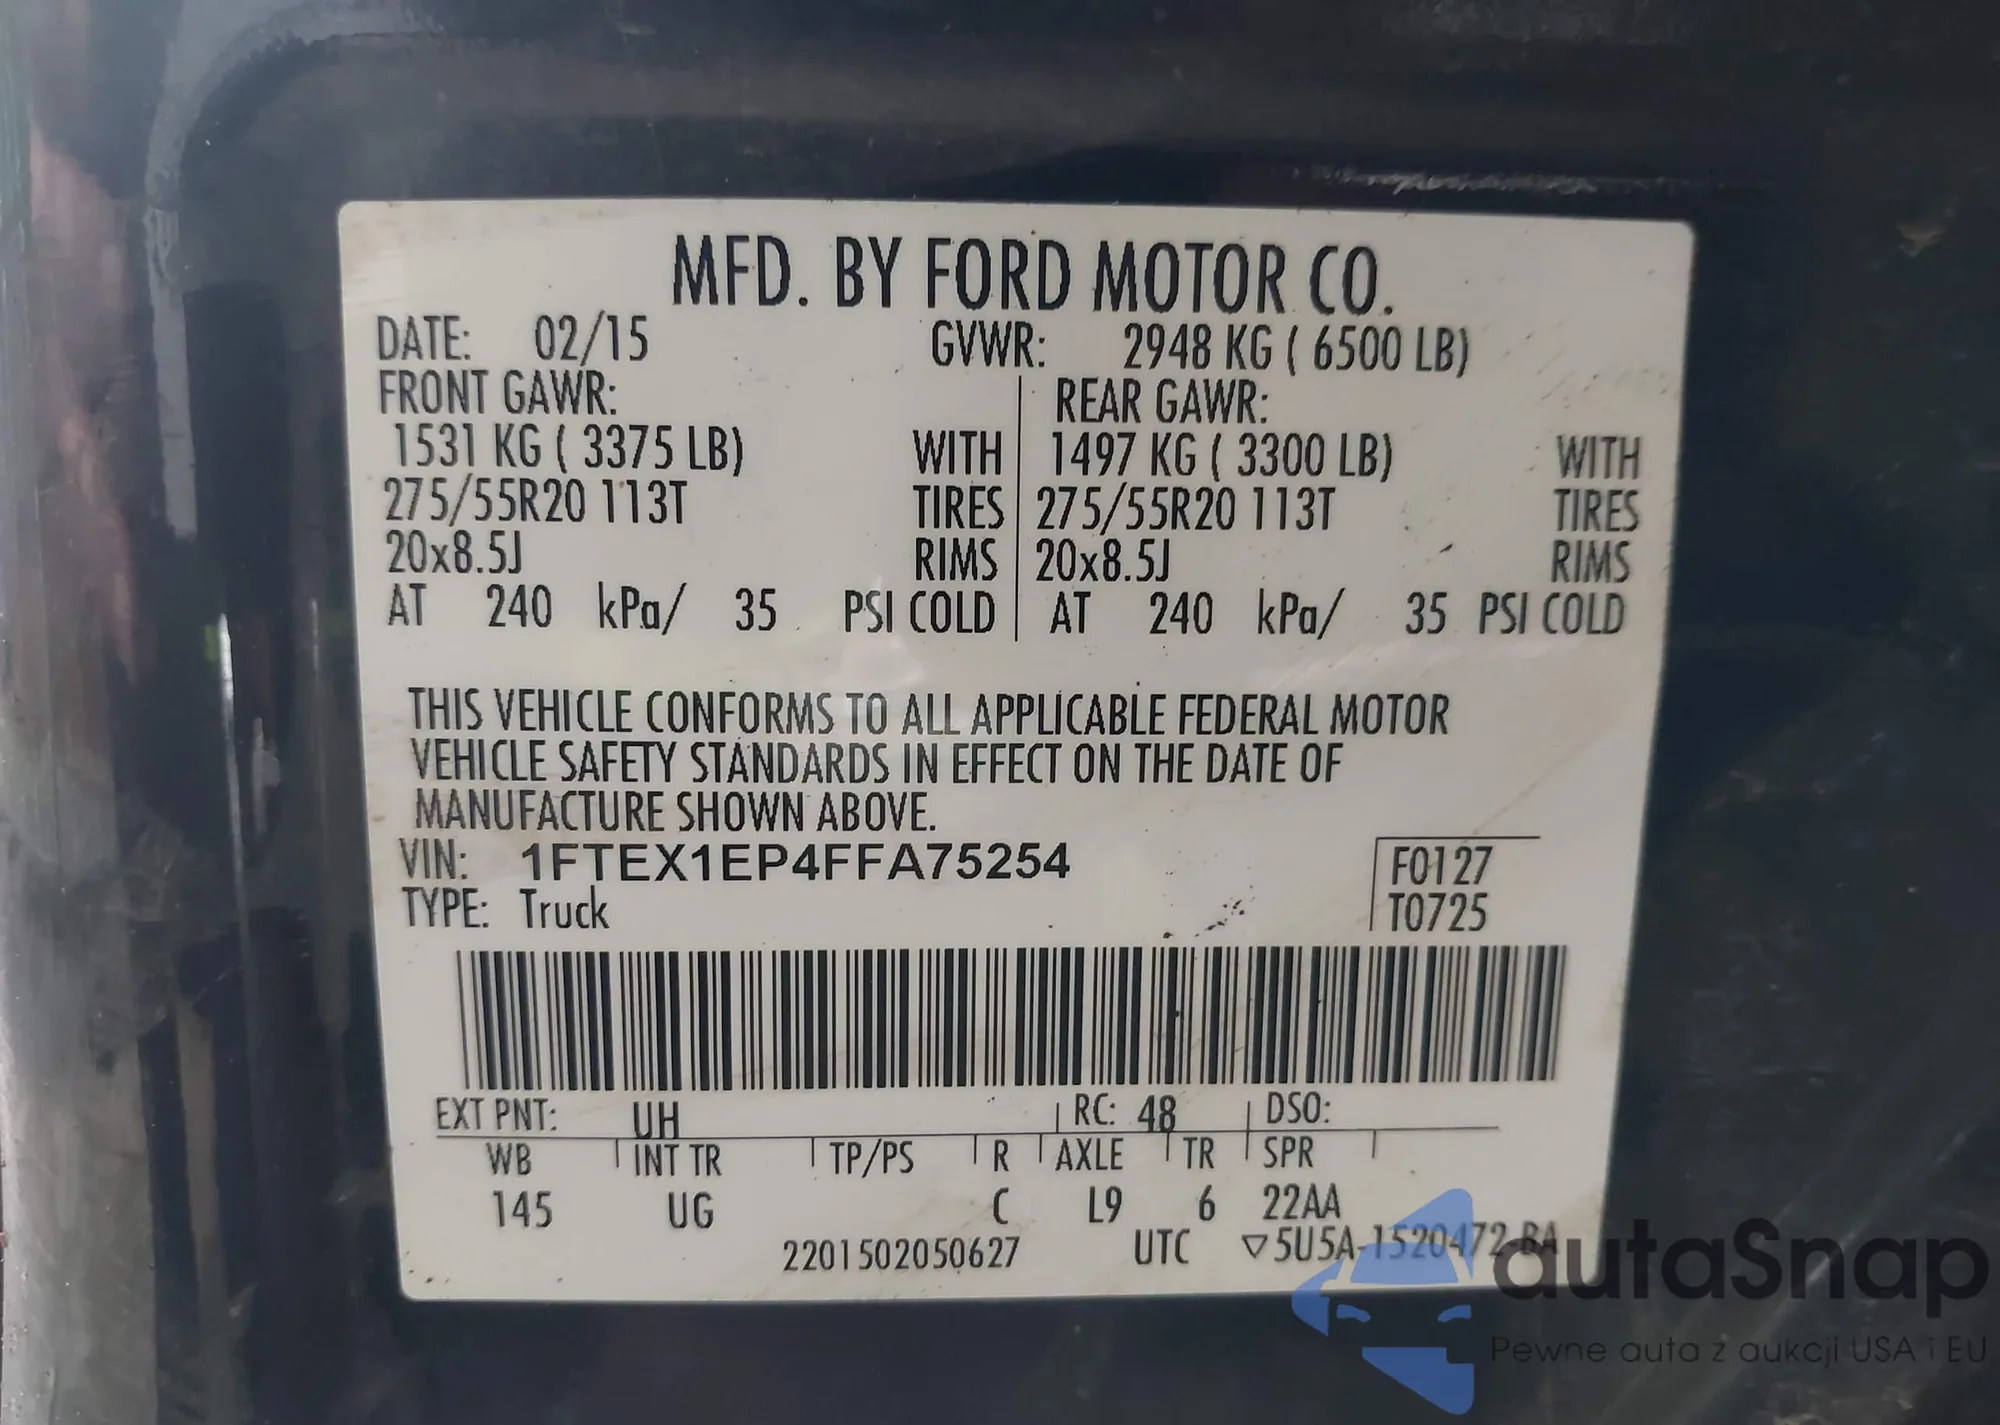 MFD. BY FORD MOTOR CO.
DATE: 02/15 GVWR: 2948 KG ( 6500 LB)
FRONT GAWR: REAR GAWR:
1531 KG ( 3375 LB) WITH 1497 KG ( 3300 LB) WITH
275/55R20 113T TIRES 275/55R20 113T TIRES
20x8.5J RIMS 20x8.5J RIMS
AT 240 kPa/ 35 PSI COLD AT 240 kPa/ 35 PSI COLD
THIS VEHICLE CONFORMS TO ALL APPLICABLE FEDERAL MOTOR
VEHICLE SAFETY STANDARDS IN EFFECT ON THE DATE OF
MANUFACTURE SHOWN ABOVE.
VIN: 1FTEX1EP4FFA75254 F0127
TYPE: Truck T0725
EXT PNT: UH RC: 48 DSO:
WB INT TR TP/PS R AXLE TR SPR
145 UG C L9 6 22AA
2201502050627 UTC ▽5U5A-1520472-BA
autaSnap
Pewne auta z aukcji USA i EU